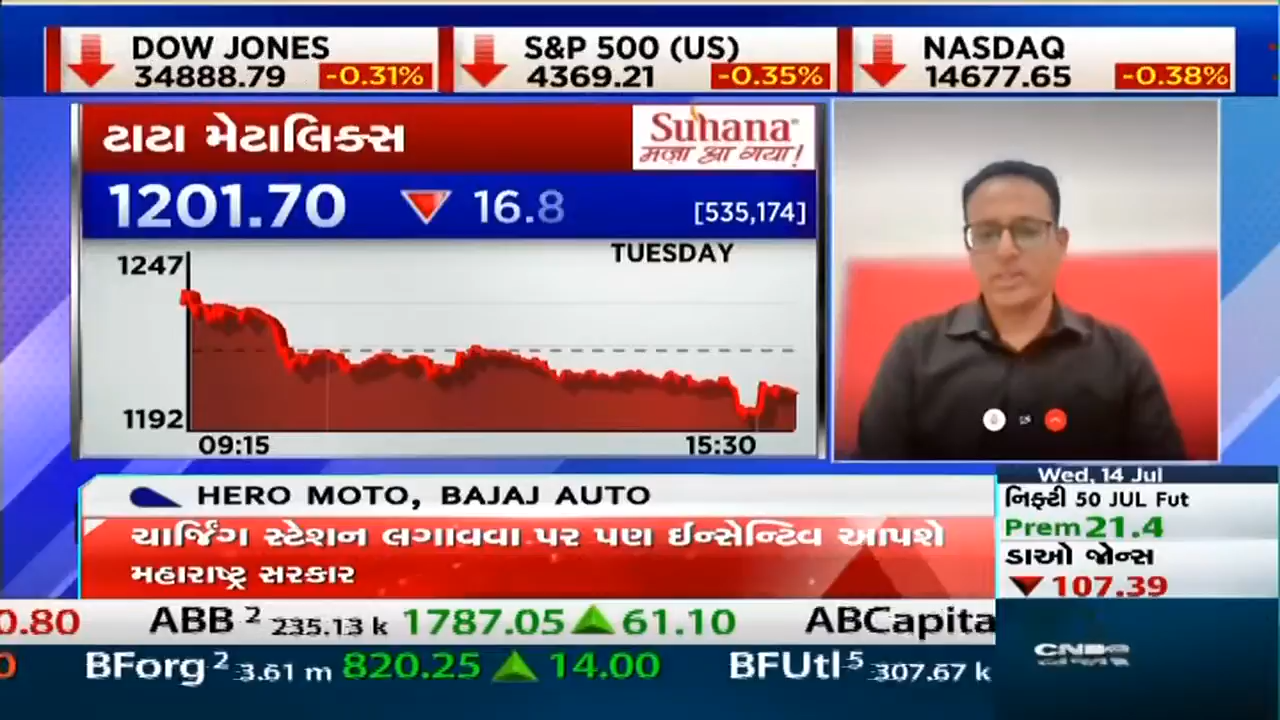 DOW JONES
34888.79 -0.31%
S&P 500 (US)
4369.21 -0.35%
NASDAQ
14677.65 -0.38%
ટાટા મેટાલિક્સ
Suhana
मज़ा आ गया!
1201.70 16.8 [535,174]
TUESDAY
1247
1192
09:15 15:30
HERO MOTO, BAJAJ AUTO
ચાર્જિંગ સ્ટેશન લગાવવા પર પણ ઈન્સેન્ટિવ આપશે
મહારાષ્ટ્ર સરકાર
Wed, 14 Jul
નિફ્ટી 50 JUL Fut
Prem 21.4
ડાઓ જોન્સ
107.39
0.80 ABB 2 235.13 k 1787.05 61.10 ABCapita
0 BForg 2 3.61 m 820.25 14.00 BFUtl 5 307.67 k
CNBC